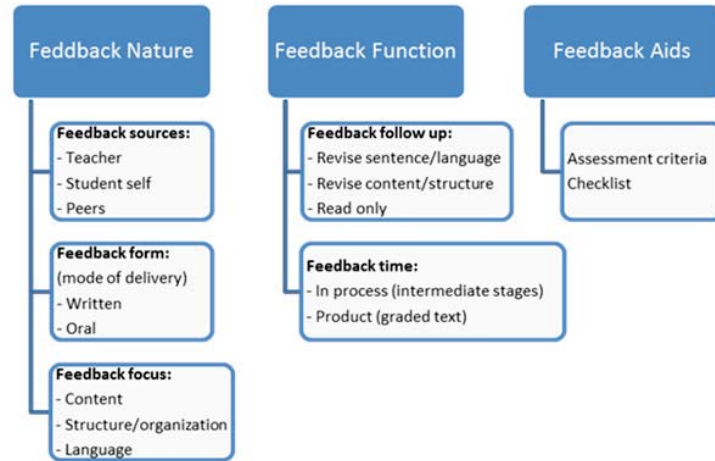 Feddback Nature
Feedback sources:
- Teacher
- Student self
- Peers
Feedback form:
(mode of delivery)
- Written
- Oral
Feedback focus:
- Content
- Structure/organization
- Language
Feedback Function
Feedback follow up:
- Revise sentence/language
- Revise content/structure
- Read only
Feedback time:
- In process (intermediate stages)
- Product (graded text)
Feedback Aids
Assessment criteria
Checklist